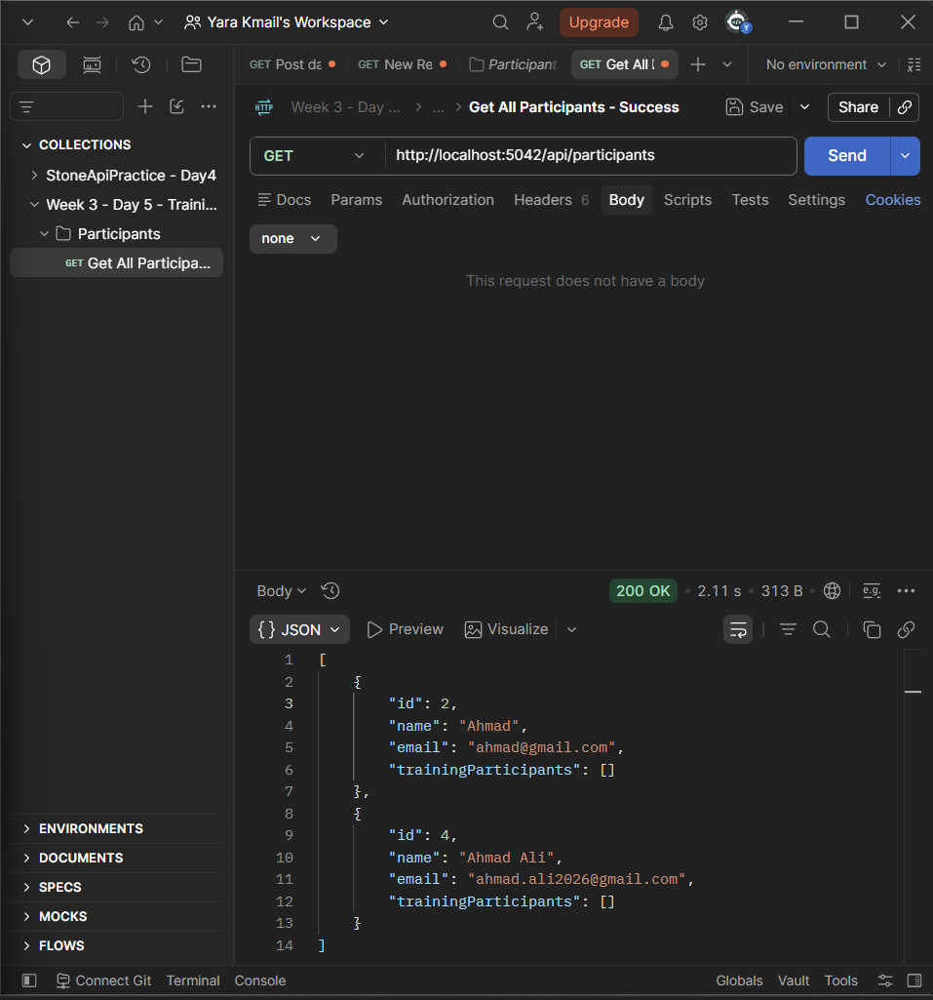 Yara Kmail's Workspace Upgrade Y
GET Post da GET New Re Participant GET Get All No environment
HTTP Week 3 - Day ... > ... > Get All Participants - Success Save Share
COLLECTIONS
StoneApiPractice - Day4
Week 3 - Day 5 - Traini...
Participants
GET Get All Participa...
GET http://localhost:5042/api/participants Send
Docs Params Authorization Headers 6 Body Scripts Tests Settings Cookies
none
This request does not have a body
Body 200 OK • 2.11 s • 313 B • e.g. •••
{} JSON Preview Visualize
1 [
2 {
3 "id": 2,
4 "name": "Ahmad",
5 "email": "ahmad@gmail.com",
6 "trainingParticipants": []
7 },
8 {
9 "id": 4,
10 "name": "Ahmad Ali",
11 "email": "ahmad.ali2026@gmail.com",
12 "trainingParticipants": []
13 }
14 ]
ENVIRONMENTS
DOCUMENTS
SPECS
MOCKS
FLOWS
Connect Git Terminal Console Globals Vault Tools